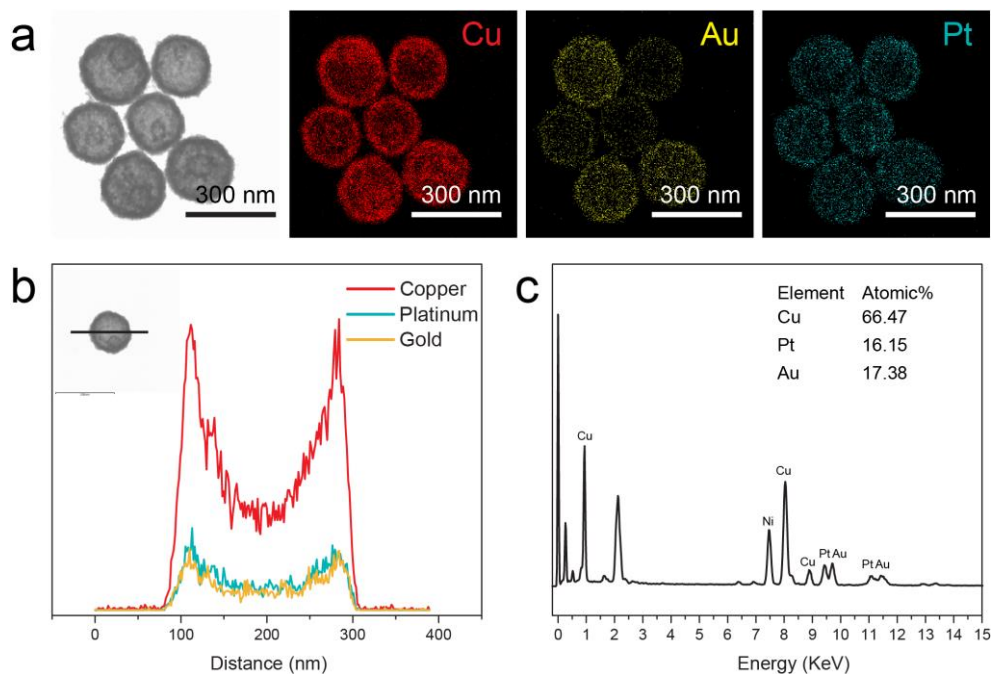 a
Cu
Au
Pt
300 nm
300 nm
300 nm
300 nm
b
Copper
Platinum
Gold
0 100 200 300 400
Distance (nm)
c
Element Atomic%
Cu 66.47
Pt 16.15
Au 17.38
Cu
Ni
Cu
Cu
Pt Au
Pt Au
0 1 2 3 4 5 6 7 8 9 10 11 12 13 14 15
Energy (KeV)